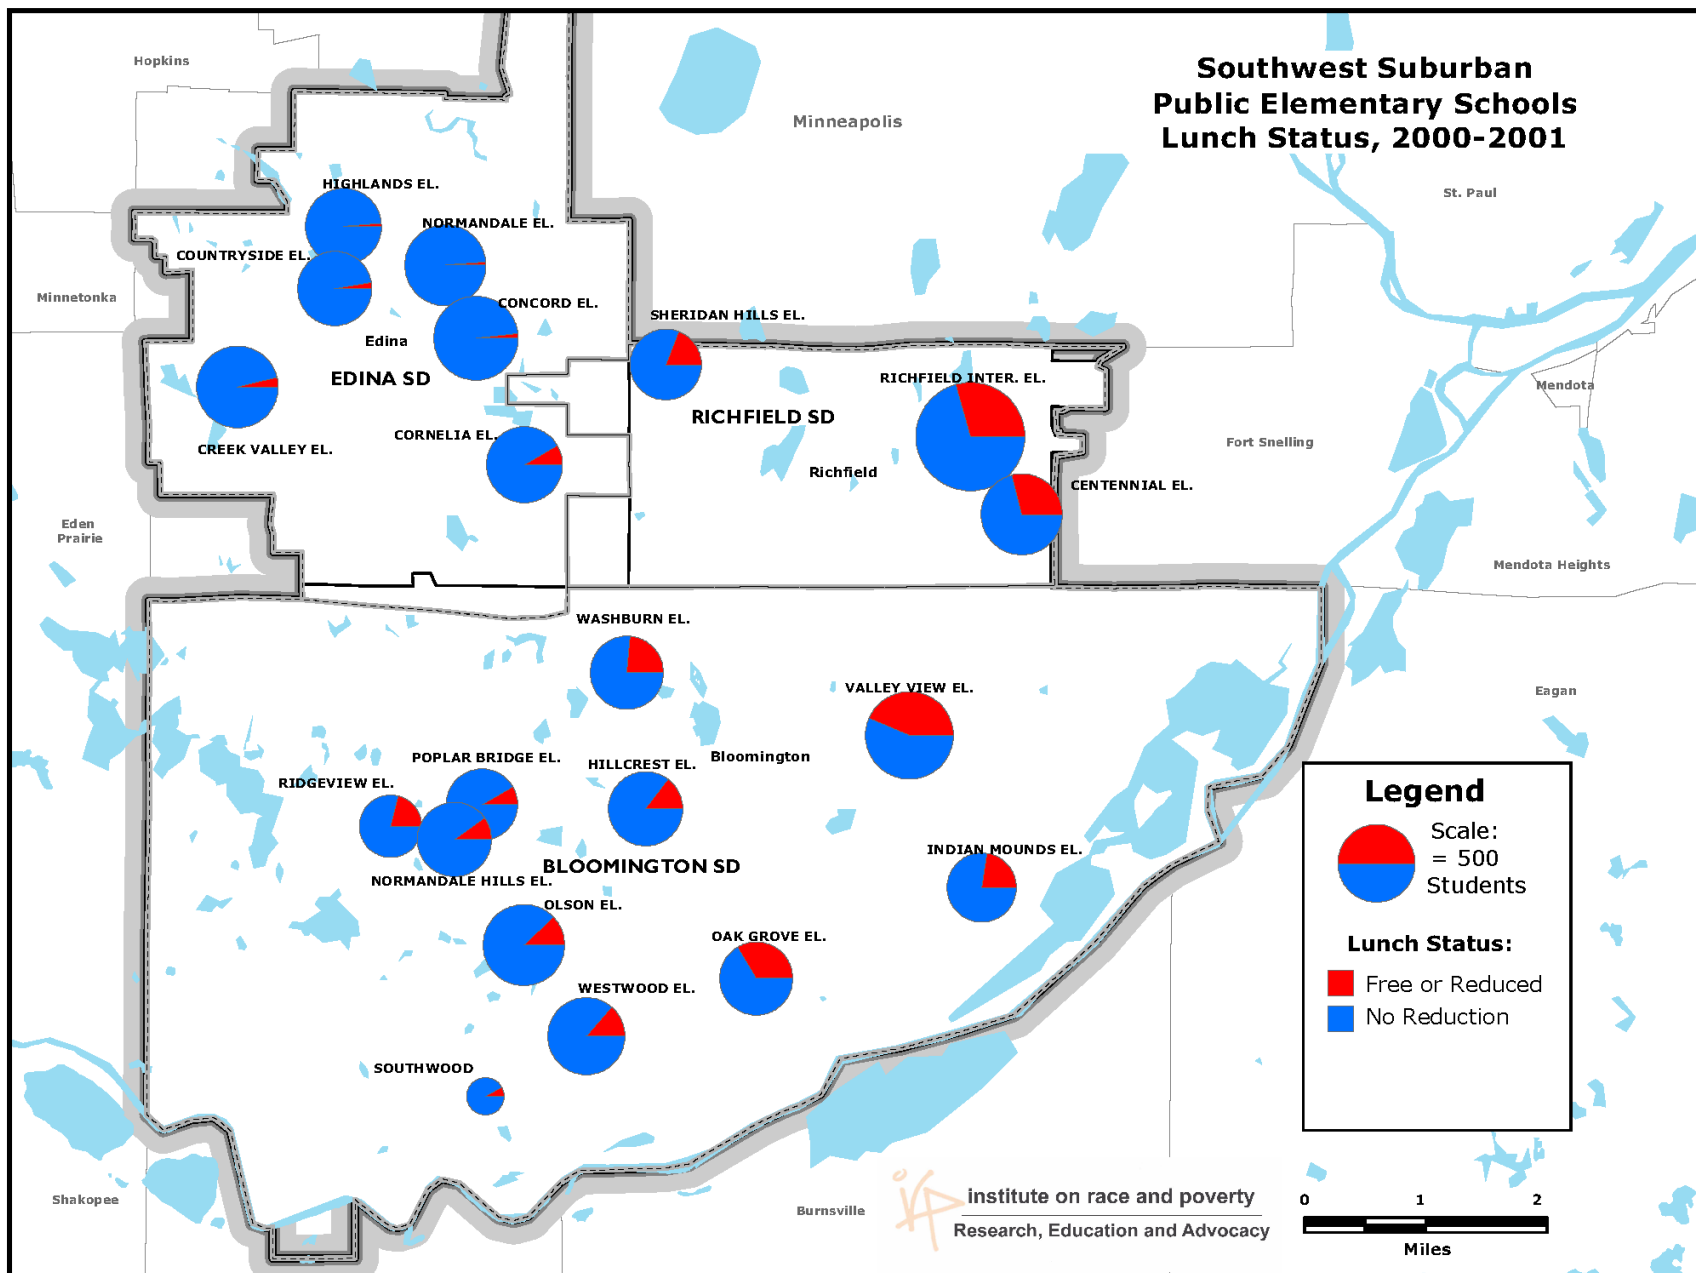 Southwest Suburban
Public Elementary Schools
Lunch Status, 2000-2001
Hopkins
Minneapolis
St. Paul
HIGHLANDS EL.
NORMANDALE EL.
COUNTRYSIDE EL.
Minnetonka
CONCORD EL.
SHERIDAN HILLS EL.
Edina
EDINA SD
RICHFIELD INTER. EL.
Mendota
RICHFIELD SD
CORNELIA EL.
Fort Snelling
CREEK VALLEY EL.
Richfield
CENTENNIAL EL.
Eden
Prairie
Mendota Heights
WASHBURN EL.
VALLEY VIEW EL.
Eagan
POPLAR BRIDGE EL.
HILLCREST EL.
Bloomington
RIDGEVIEW EL.
INDIAN MOUNDS EL.
BLOOMINGTON SD
NORMANDALE HILLS EL.
OLSON EL.
OAK GROVE EL.
WESTWOOD EL.
SOUTHWOOD
Shakopee
Burnsville
Legend
Scale:
= 500
Students
Lunch Status:
Free or Reduced
No Reduction
irp
institute on race and poverty
Research, Education and Advocacy
0 1 2
Miles